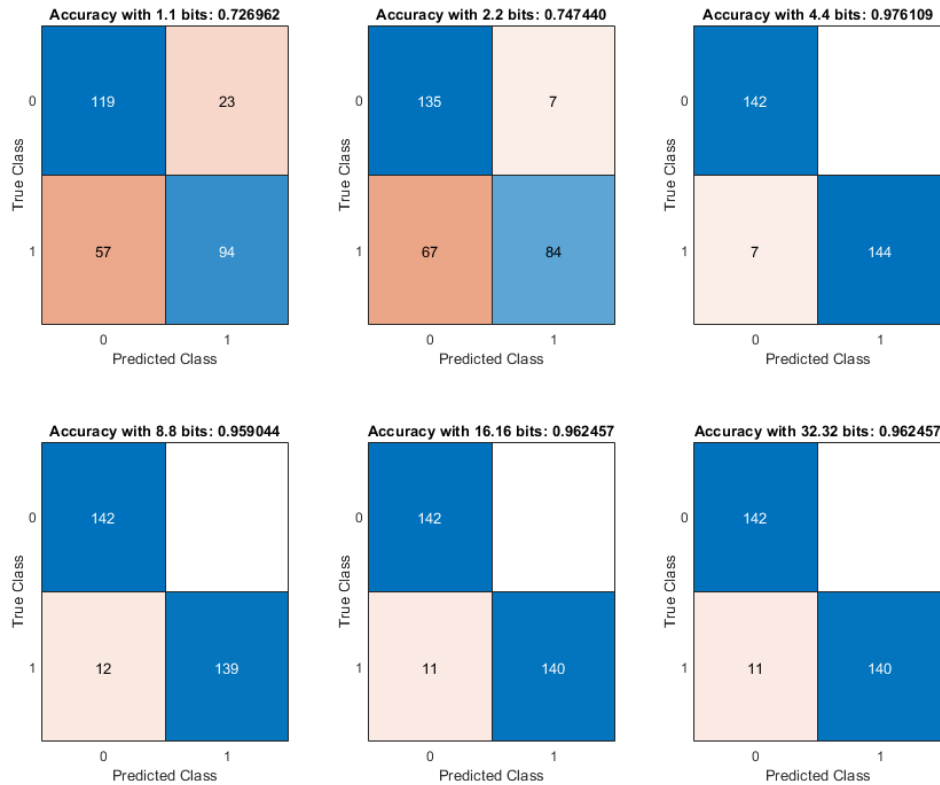 Accuracy with 1.1 bits: 0.726962
True Class
0
119
23
1
57
94
0
1
Predicted Class
Accuracy with 2.2 bits: 0.747440
True Class
0
135
7
1
67
84
0
1
Predicted Class
Accuracy with 4.4 bits: 0.976109
True Class
0
142
1
7
144
0
1
Predicted Class
Accuracy with 8.8 bits: 0.959044
True Class
0
142
1
12
139
0
1
Predicted Class
Accuracy with 16.16 bits: 0.962457
True Class
0
142
1
11
140
0
1
Predicted Class
Accuracy with 32.32 bits: 0.962457
True Class
0
142
1
11
140
0
1
Predicted Class